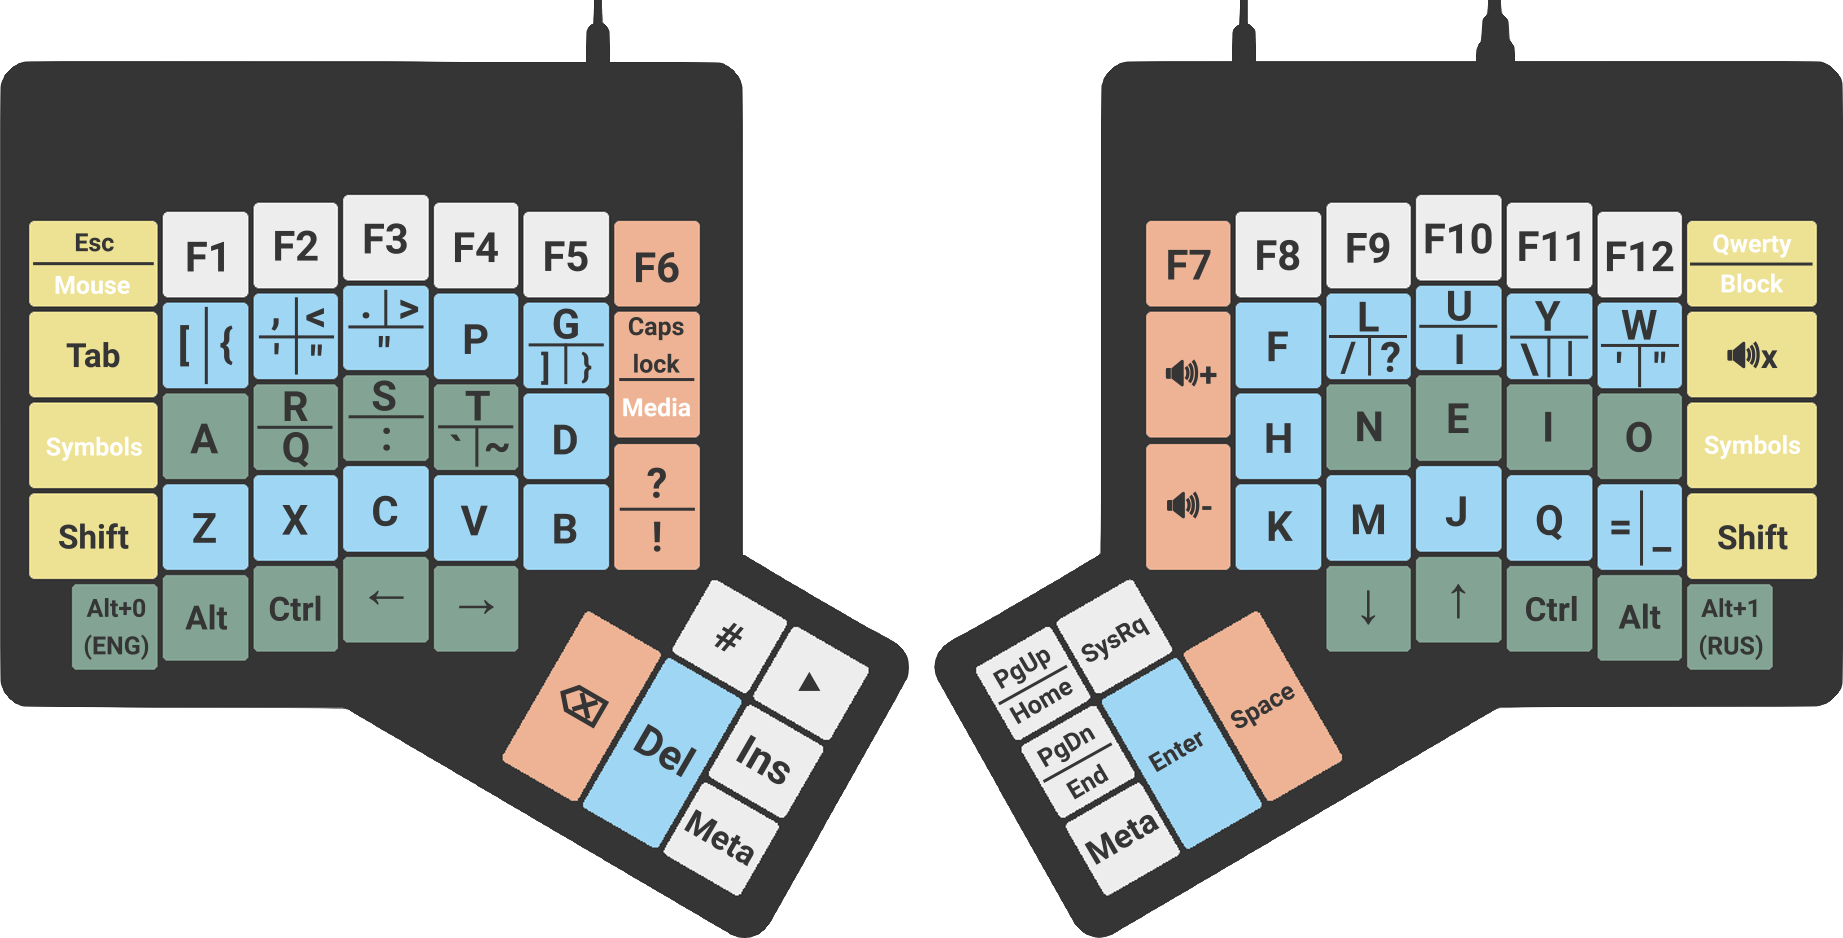 Esc
Mouse
F1
F2
F3
F4
F5
F6
Tab
[ | {
, | <
' | "
. | >
"
P
G
] | }
Caps
lock
Media
Symbols
A
R
Q
S
:
T
` | ~
D
?
!
Shift
Z
X
C
V
B
Alt+0
(ENG)
Alt
Ctrl
←
→
#
▲
Del
Ins
Meta
F7
F8
F9
F10
F11
F12
Qwerty
Block
+
F
L
/ | ?
U
I
Y
\ | |
W
' | "
x
H
N
E
I
O
Symbols
-
K
M
J
Q
= | _
Shift
↓
↑
Ctrl
Alt
Alt+1
(RUS)
PgUp
Home
SysRq
PgDn
End
Enter
Space
Meta